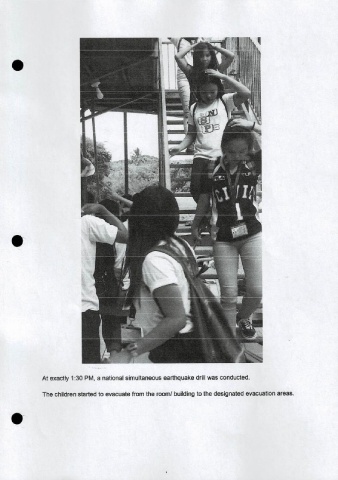 At exactly 1:30 PM, a national simultaneous earthquake drill was conducted.
The children started to evacuate from the room/ building to the designated evacuation areas.